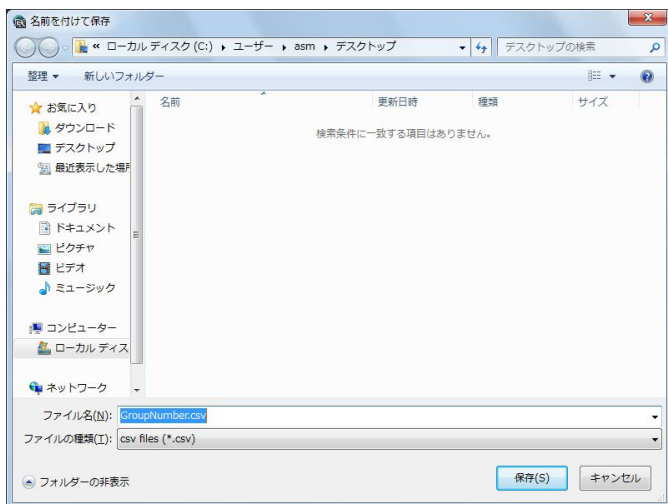 名前を付けて保存
« ローカル ディスク (C:) ▸ ユーザー ▸ asm ▸ デスクトップ
デスクトップの検索
整理 ▼ 新しいフォルダー
お気に入り
ダウンロード
デスクトップ
最近表示した場所
ライブラリ
ドキュメント
ピクチャ
ビデオ
ミュージック
コンピューター
ローカル ディス
ネットワーク
名前 更新日時 種類 サイズ
検索条件に一致する項目はありません。
ファイル名(N): GroupNumber.csv
ファイルの種類(T): csv files (*.csv)
フォルダーの非表示
保存(S) キャンセル